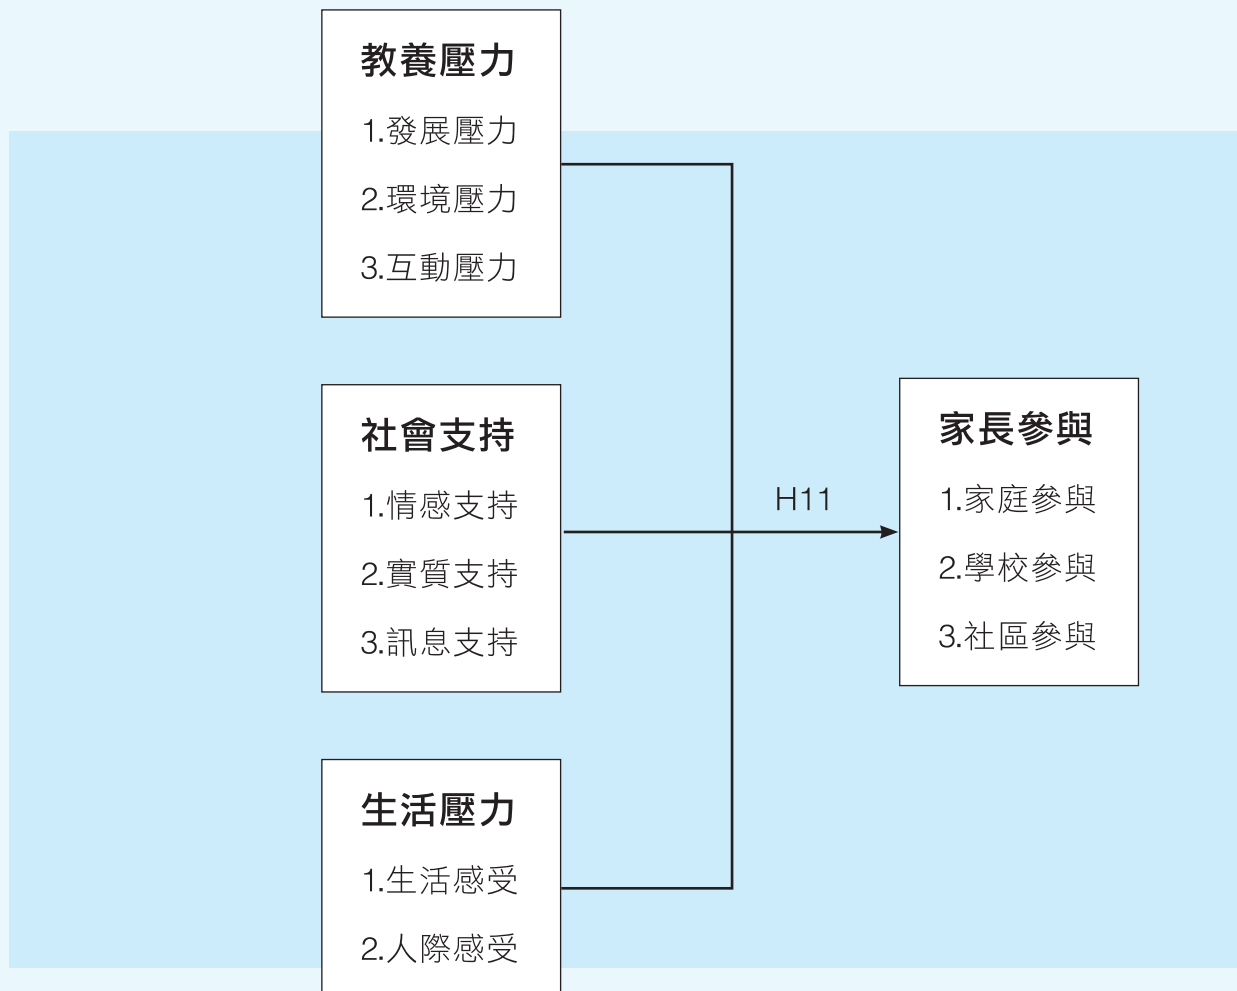 教養壓力
1.發展壓力
2.環境壓力
3.互動壓力
社會支持
1.情感支持
2.實質支持
3.訊息支持
H11
家長參與
1.家庭參與
2.學校參與
3.社區參與
生活壓力
1.生活感受
2.人際感受